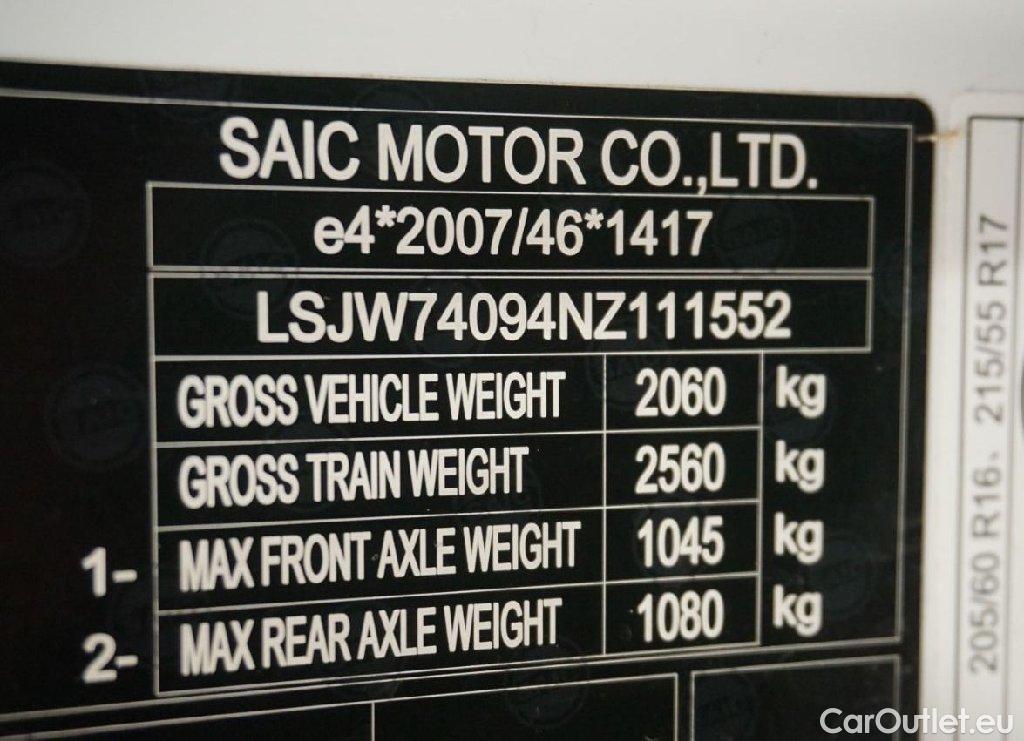 SAIC MOTOR CO.,LTD.
e4*2007/46*1417
LSJW74094NZ111552
GROSS VEHICLE WEIGHT 2060 kg
GROSS TRAIN WEIGHT 2560 kg
1- MAX FRONT AXLE WEIGHT 1045 kg
2- MAX REAR AXLE WEIGHT 1080 kg
205/60 R16、215/55 R17
CarOutlet.eu